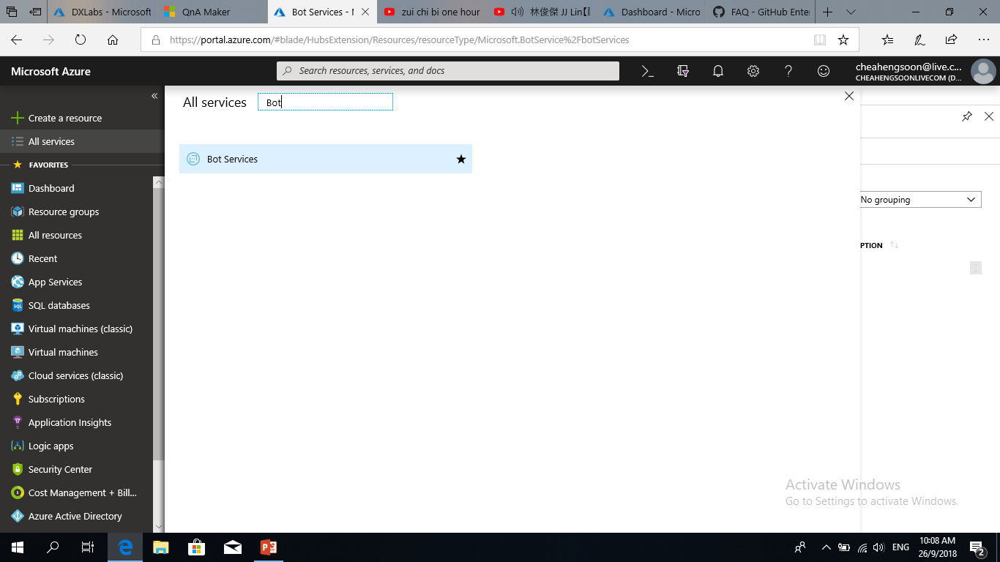 DXLabs - Microsoft
QnA Maker
Bot Services - M
zui chi bi one hour
林俊傑 JJ Lin
Dashboard - Micro
FAQ - GitHub Enter
https://portal.azure.com/#blade/HubsExtension/Resources/resourceType/Microsoft.BotService%2FbotServices
Microsoft Azure
Search resources, services, and docs
cheahengsoon@live.c...
CHEAHENGSOONLIVECOM (D...
All services
Bot
Create a resource
All services
Bot Services
FAVORITES
Dashboard
No grouping
Resource groups
All resources
PTION
Recent
App Services
SQL databases
Virtual machines (classic)
Virtual machines
Cloud services (classic)
Subscriptions
Application Insights
Logic apps
Security Center
Cost Management + Bill...
Azure Active Directory
Activate Windows
Go to Settings to activate Windows.
ENG
10:08 AM
26/9/2018
2